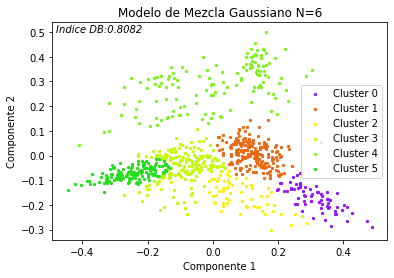 Modelo de Mezcla Gaussiano N=6
Indice DB:0.8082
0.5
0.4
0.3
0.2
0.1
0.0
−0.1
−0.2
−0.3
Componente 2
Cluster 0
Cluster 1
Cluster 2
Cluster 3
Cluster 4
Cluster 5
−0.4 −0.2 0.0 0.2 0.4
Componente 1